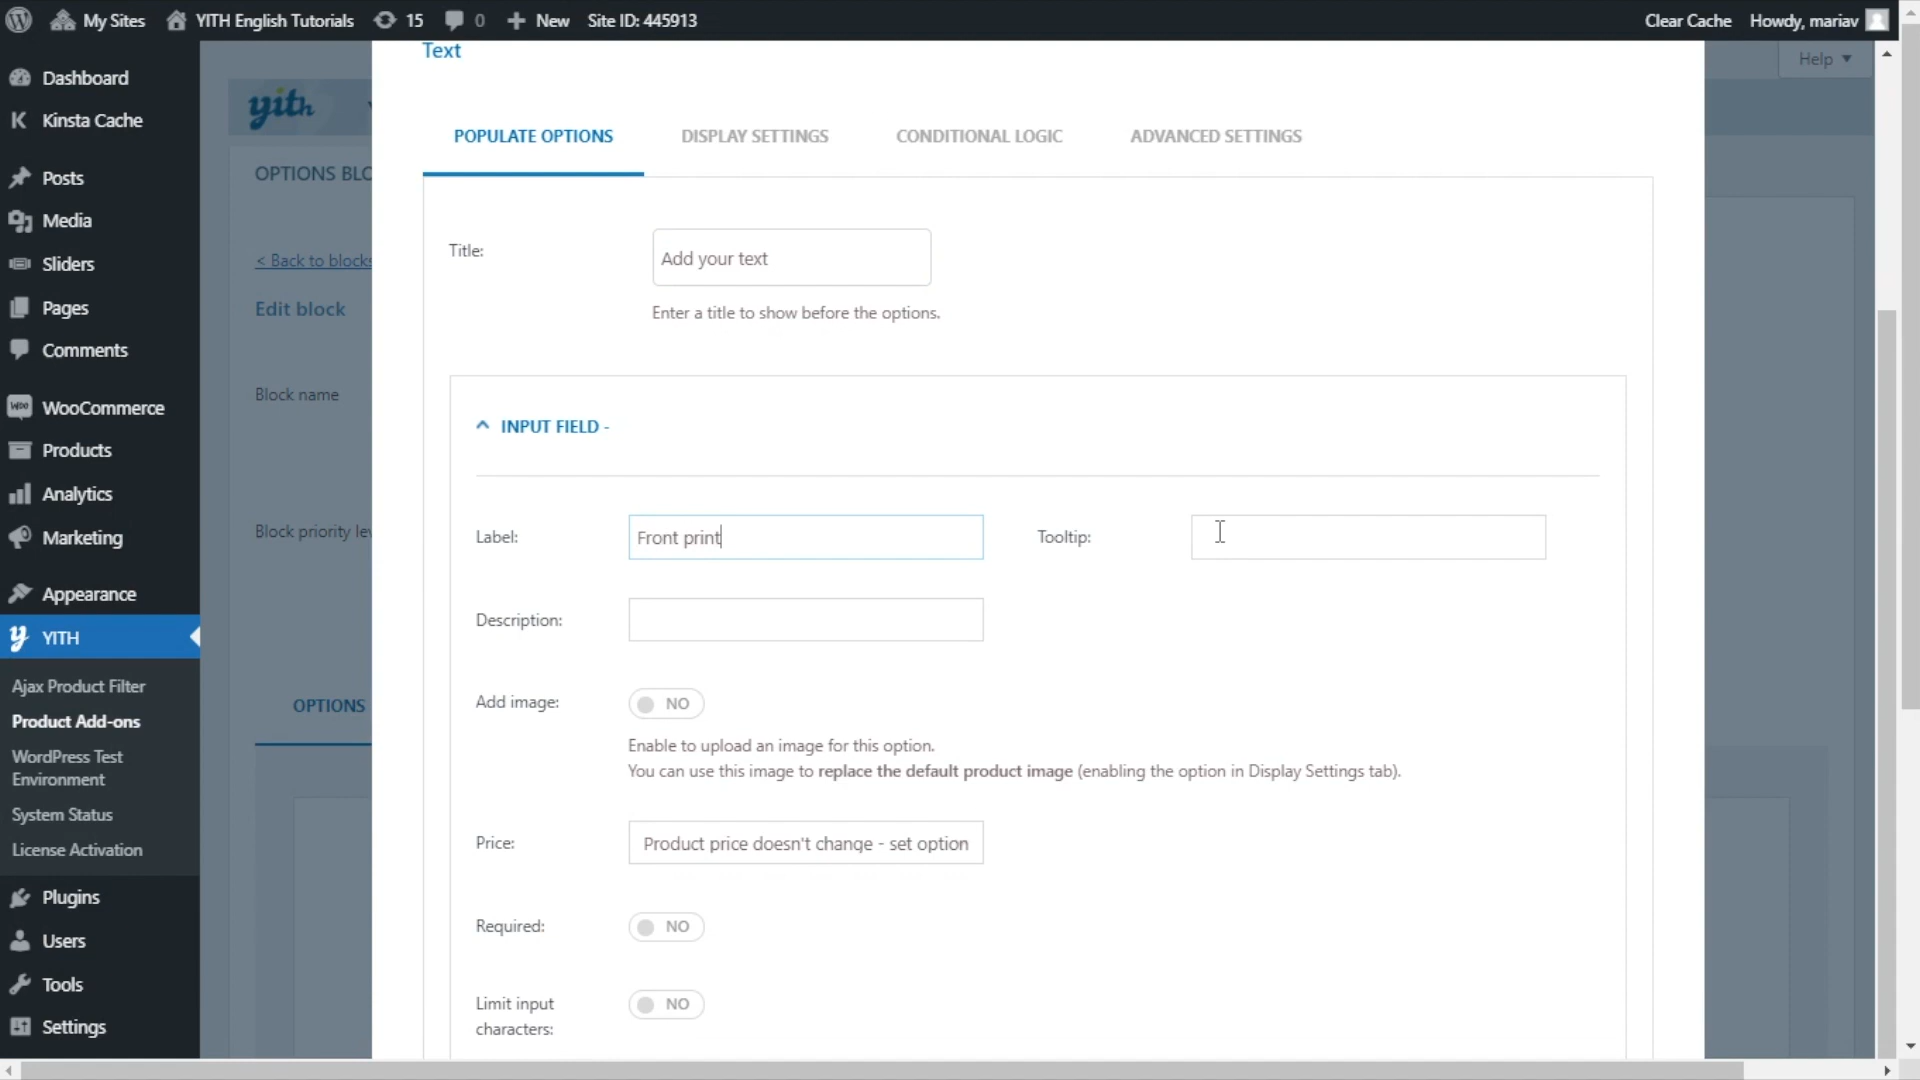 My Sites
YITH English Tutorials
15
0
New
Site ID: 445913
Clear Cache
Howdy, mariav
Dashboard
Kinsta Cache
Posts
Media
Sliders
Pages
Comments
WooCommerce
Products
Analytics
Marketing
Appearance
YITH
Ajax Product Filter
Product Add-ons
WordPress Test
Environment
System Status
License Activation
Plugins
Users
Tools
Settings
Help
yith
OPTIONS BLO
< Back to blocks
Edit block
Block name
Block priority lev
OPTIONS
Text
POPULATE OPTIONS
DISPLAY SETTINGS
CONDITIONAL LOGIC
ADVANCED SETTINGS
Title:
Add your text
Enter a title to show before the options.
INPUT FIELD -
Label:
Front print
Tooltip:
Description:
Add image:
NO
Enable to upload an image for this option.
You can use this image to replace the default product image (enabling the option in Display Settings tab).
Price:
Product price doesn't change - set option
Required:
NO
Limit input
characters:
NO